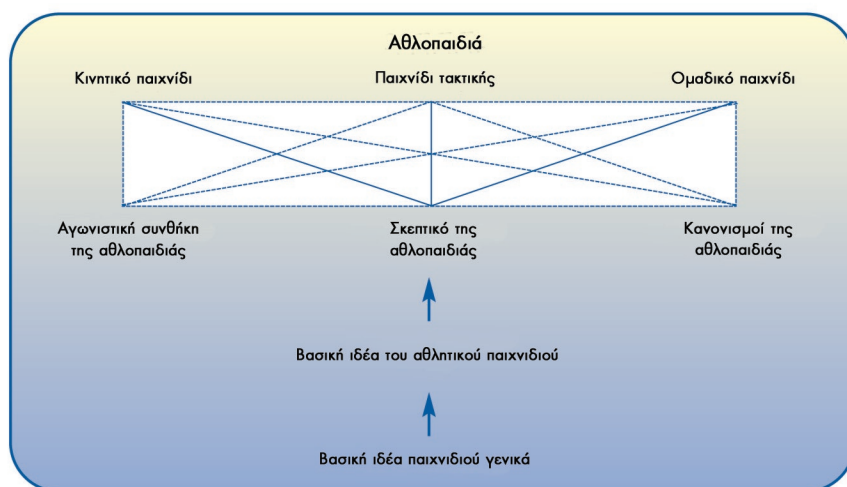 Αθλοπαιδιά
Κινητικό παιχνίδι Παιχνίδι τακτικής Ομαδικό παιχνίδι
Αγωνιστική συνθήκη Σκεπτικό της Κανονισμοί της
της αθλοπαιδιάς αθλοπαιδιάς αθλοπαιδιάς
Βασική ιδέα του αθλητικού παιχνιδιού
Βασική ιδέα παιχνιδιού γενικά